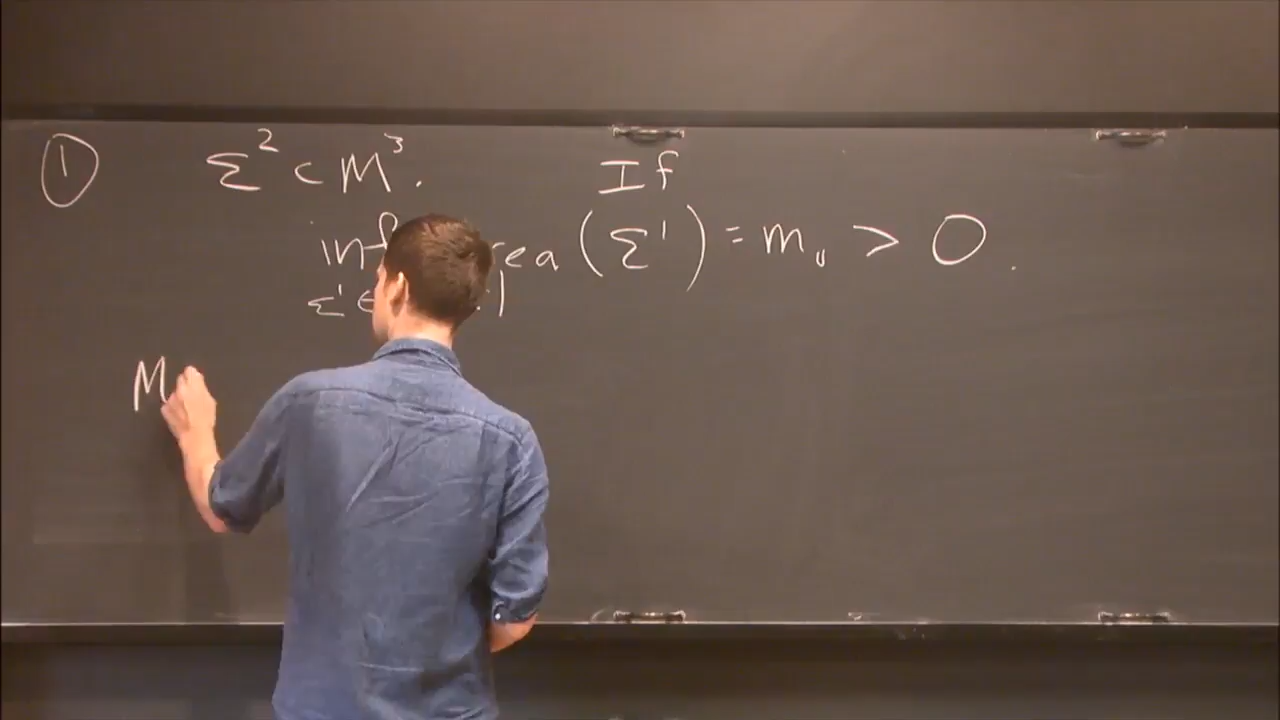 ① Σ² ⊂ M³. If
inf rea (Σ') = m₀ > 0.
Σ' ∈
M